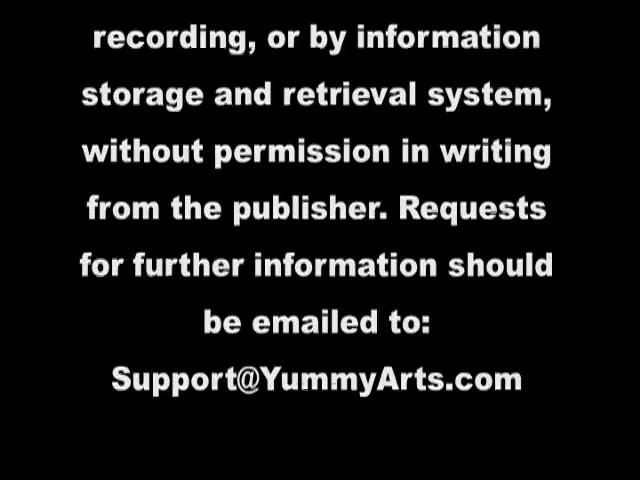 recording, or by information
storage and retrieval system,
without permission in writing
from the publisher. Requests
for further information should
be emailed to:
Support@YummyArts.com